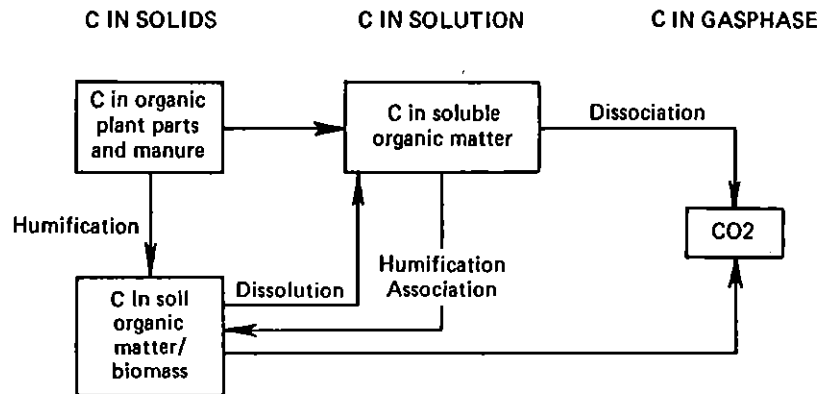 C IN SOLIDS
C IN SOLUTION
C IN GASPHASE
C in organic
plant parts
and manure
C in soluble
organic matter
Dissociation
Humification
CO2
Humification
Association
Dissolution
C In soil
organic
matter/
biomass